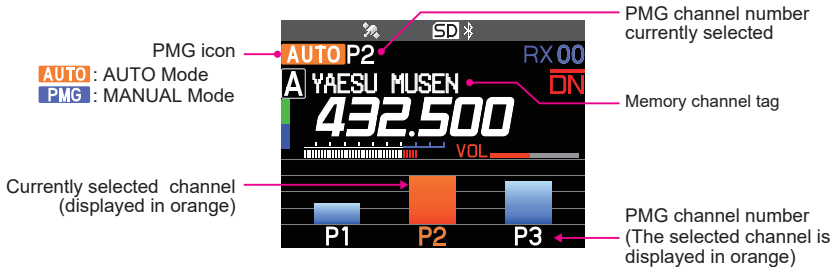 PMG channel number
currently selected
SD
PMG icon
AUTO P2
RX 00
AUTO : AUTO Mode
PMG : MANUAL Mode
A YAESU MUSEN
DN
Memory channel tag
432.500
VOL
Currently selected channel
(displayed in orange)
P1 P2 P3
PMG channel number
(The selected channel is
displayed in orange)